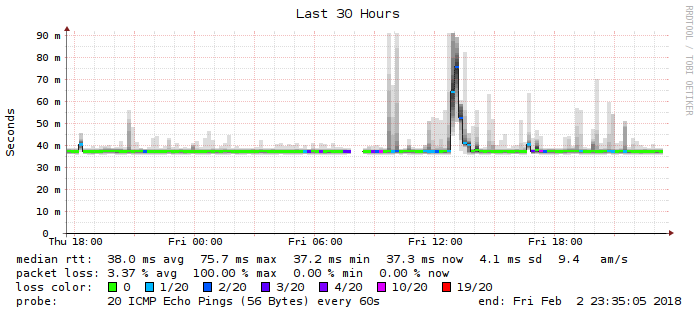 Last 30 Hours
RRDTOOL / TOBI OETIKER
Seconds
90 m
80 m
70 m
60 m
50 m
40 m
30 m
20 m
10 m
0
Thu 18:00 Fri 00:00 Fri 06:00 Fri 12:00 Fri 18:00
median rtt: 38.0 ms avg 75.7 ms max 37.2 ms min 37.3 ms now 4.1 ms sd 9.4 am/s
packet loss: 3.37 % avg 100.00 % max 0.00 % min 0.00 % now
loss color: 0 1/20 2/20 3/20 4/20 10/20 19/20
probe: 20 ICMP Echo Pings (56 Bytes) every 60s end: Fri Feb 2 23:35:05 2018